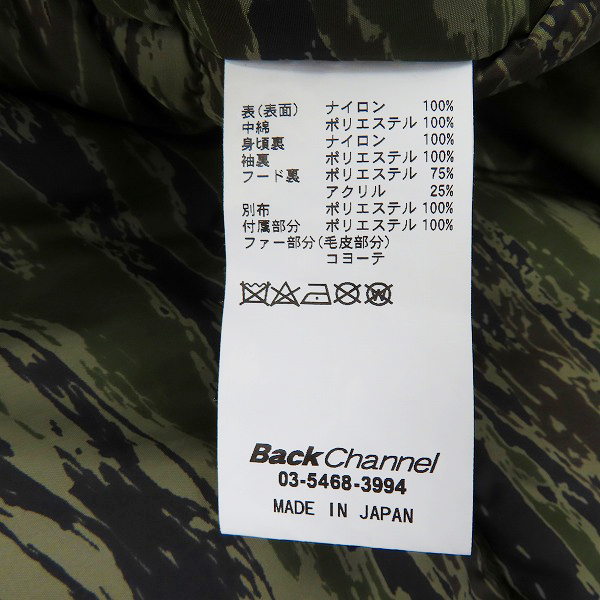 表(表面) ナイロン 100%
中綿 ポリエステル 100%
身頃裏 ナイロン 100%
袖裏 ポリエステル 100%
フード裏 ポリエステル 75%
アクリル 25%
別布 ポリエステル 100%
付属部分 ポリエステル 100%
ファー部分(毛皮部分)
コヨーテ
Back Channel
03-5468-3994
MADE IN JAPAN